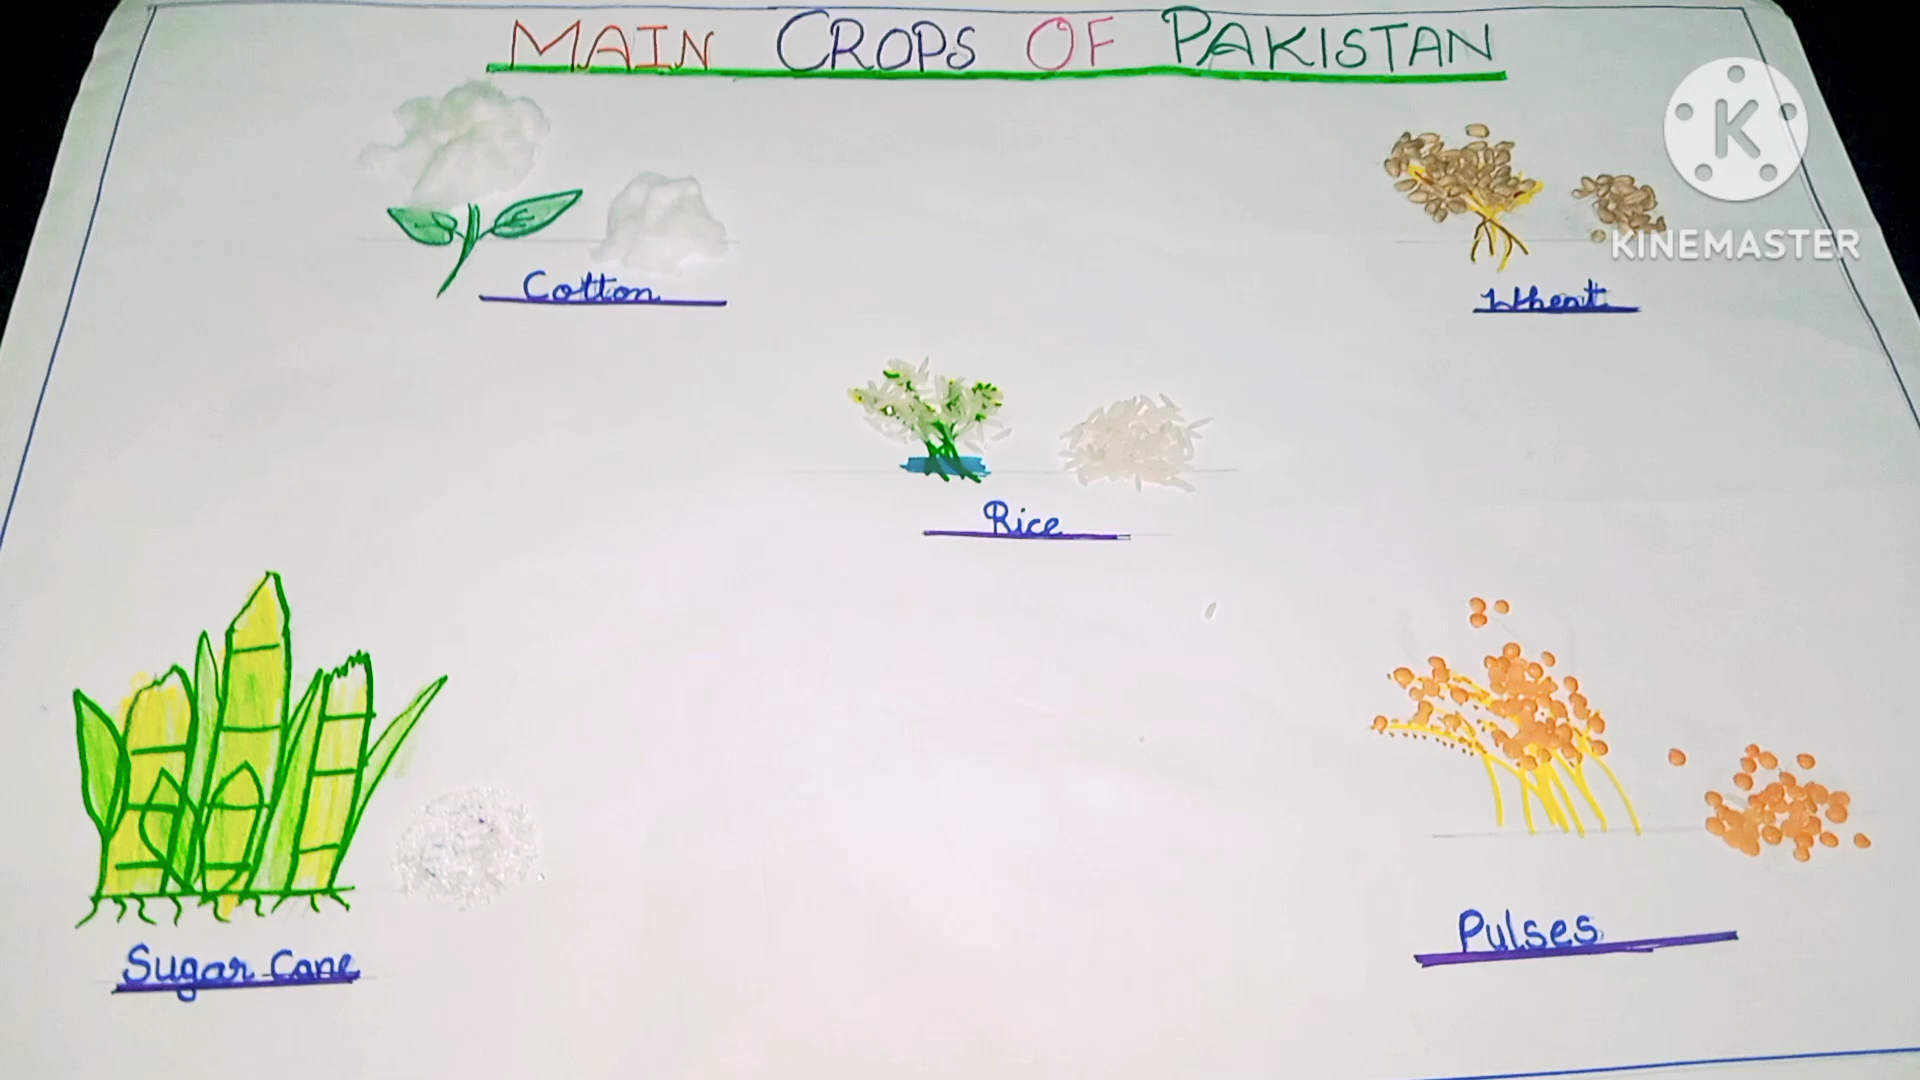 MAIN CROPS OF PAKISTAN
K
KINEMASTER
Cotton
Wheat
Rice
Sugar Cane
Pulses